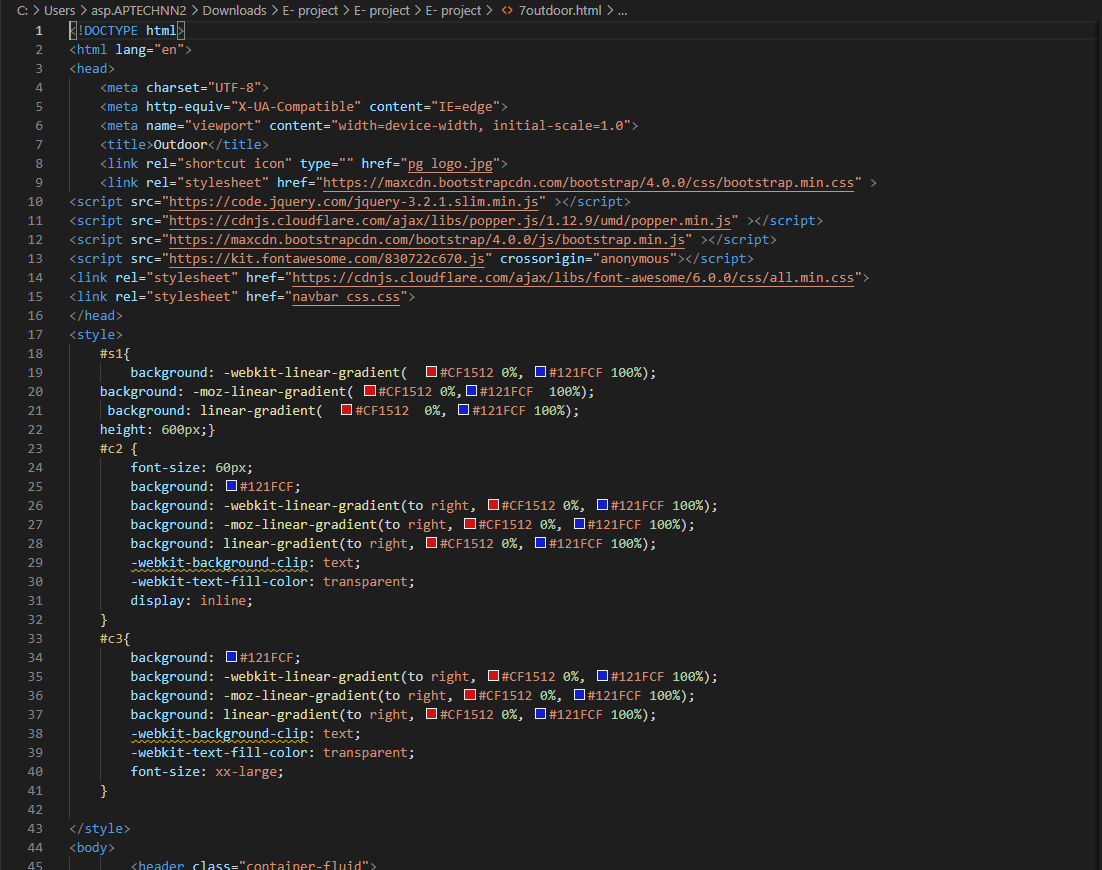 C: > Users > asp.APTECHNN2 > Downloads > E- project > E- project > E- project > <> 7outdoor.html > ...
1 <!DOCTYPE html>
2 <html lang="en">
3 <head>
4     <meta charset="UTF-8">
5     <meta http-equiv="X-UA-Compatible" content="IE=edge">
6     <meta name="viewport" content="width=device-width, initial-scale=1.0">
7     <title>Outdoor</title>
8     <link rel="shortcut icon" type="" href="pg logo.jpg">
9     <link rel="stylesheet" href="https://maxcdn.bootstrapcdn.com/bootstrap/4.0.0/css/bootstrap.min.css" >
10 <script src="https://code.jquery.com/jquery-3.2.1.slim.min.js" ></script>
11 <script src="https://cdnjs.cloudflare.com/ajax/libs/popper.js/1.12.9/umd/popper.min.js" ></script>
12 <script src="https://maxcdn.bootstrapcdn.com/bootstrap/4.0.0/js/bootstrap.min.js" ></script>
13 <script src="https://kit.fontawesome.com/830722c670.js" crossorigin="anonymous"></script>
14 <link rel="stylesheet" href="https://cdnjs.cloudflare.com/ajax/libs/font-awesome/6.0.0/css/all.min.css">
15 <link rel="stylesheet" href="navbar css.css">
16 </head>
17 <style>
18     #s1{
19         background: -webkit-linear-gradient(  #CF1512 0%, #121FCF 100%);
20     background: -moz-linear-gradient( #CF1512 0%,#121FCF  100%);
21      background: linear-gradient(  #CF1512  0%, #121FCF 100%);
22     height: 600px;}
23     #c2 {
24         font-size: 60px;
25         background: #121FCF;
26         background: -webkit-linear-gradient(to right, #CF1512 0%, #121FCF 100%);
27         background: -moz-linear-gradient(to right, #CF1512 0%, #121FCF 100%);
28         background: linear-gradient(to right, #CF1512 0%, #121FCF 100%);
29         -webkit-background-clip: text;
30         -webkit-text-fill-color: transparent;
31         display: inline;
32     }
33     #c3{
34         background: #121FCF;
35         background: -webkit-linear-gradient(to right, #CF1512 0%, #121FCF 100%);
36         background: -moz-linear-gradient(to right, #CF1512 0%, #121FCF 100%);
37         background: linear-gradient(to right, #CF1512 0%, #121FCF 100%);
38         -webkit-background-clip: text;
39         -webkit-text-fill-color: transparent;
40         font-size: xx-large;
41     }
42
43 </style>
44 <body>
45         <header class="container-fluid">